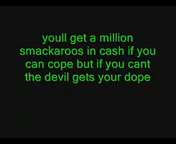 youll get a million
smackaroos in cash if you
can cope but if you cant
the devil gets your dope